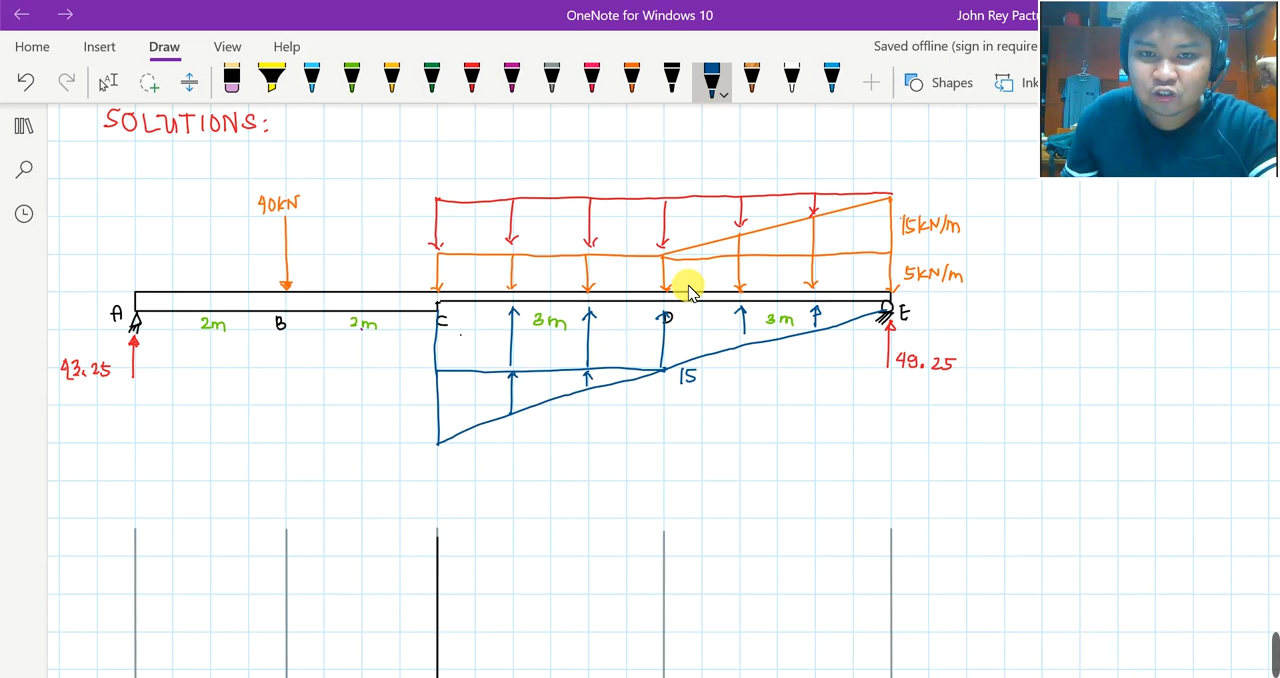 OneNote for Windows 10
John Rey Pactu
Home Insert Draw View Help
Saved offline (sign in require
Shapes
Ink
SOLUTIONS:
40kN
15kN/m
5kN/m
A 2m B 2m C 3m D 3m E
43.25
49.25
15